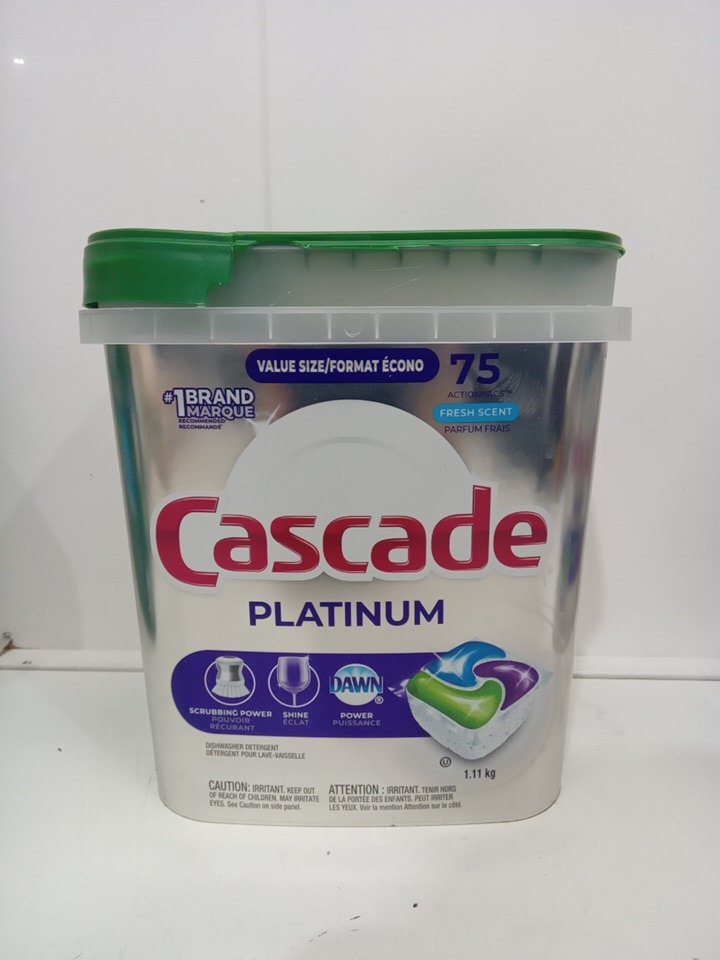 VALUE SIZE/FORMAT ÉCONO
75
ACTIONPACS™
FRESH SCENT
PARFUM FRAIS
#1 BRAND
MARQUE
RECOMMENDED
RECOMMANDÉ*
Cascade
PLATINUM
SCRUBBING POWER
POUVOIR
RÉCURANT
SHINE
ÉCLAT
DAWN®
POWER
PUISSANCE
DISHWASHER DETERGENT
DÉTERGENT POUR LAVE-VAISSELLE
U
1.11 kg
CAUTION: IRRITANT. KEEP OUT
OF REACH OF CHILDREN. MAY IRRITATE
EYES. See Caution on side panel.
ATTENTION : IRRITANT. TENIR HORS
DE LA PORTÉE DES ENFANTS. PEUT IRRITER
LES YEUX. Voir la mention Attention sur le côté.